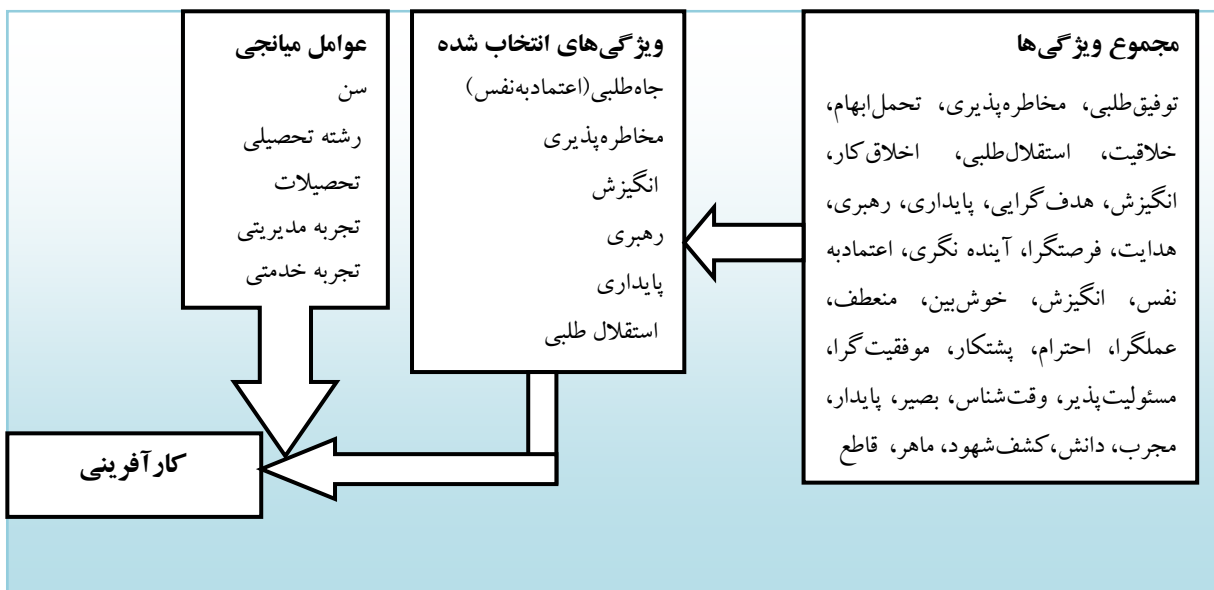 مجموع ویژگی‌ها
توفیق‌طلبی، مخاطره‌پذیری، تحمل‌ابهام،
خلاقیت، استقلال‌طلبی، اخلاق‌کار،
انگیزش، هدف‌گرایی، پایداری، رهبری،
هدایت، فرصتگرا، آینده نگری، اعتمادبه
نفس، انگیزش، خوش‌بین، منعطف،
عملگرا، احترام، پشتکار، موفقیت‌گرا،
مسئولیت‌پذیر، وقت‌شناس، بصیر، پایدار،
مجرب، دانش،کشف‌شهود، ماهر، قاطع
ویژگی‌های انتخاب شده
جاه‌طلبی(اعتمادبه‌نفس)
مخاطره‌پذیری
انگیزش
رهبری
پایداری
استقلال طلبی
عوامل میانجی
سن
رشته تحصیلی
تحصیلات
تجربه مدیریتی
تجربه خدمتی
کارآفرینی